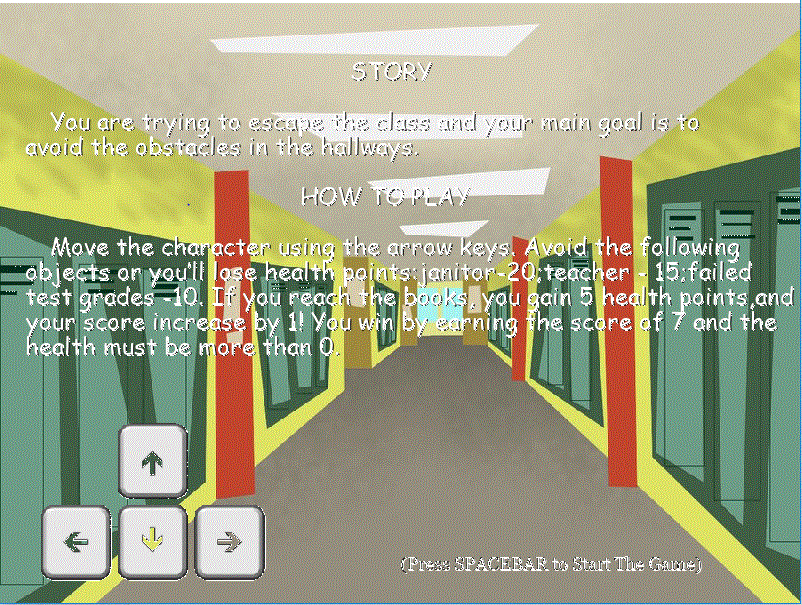 STORY
You are trying to escape the class and your main goal is to
avoid the obstacles in the hallways.
HOW TO PLAY
Move the character using the arrow keys. Avoid the following
objects or you'll lose health points:janitor-20;teacher - 15;failed
test grades -10. If you reach the books, you gain 5 health points,and
your score increase by 1! You win by earning the score of 7 and the
health must be more than 0.
(Press SPACEBAR to Start The Game)